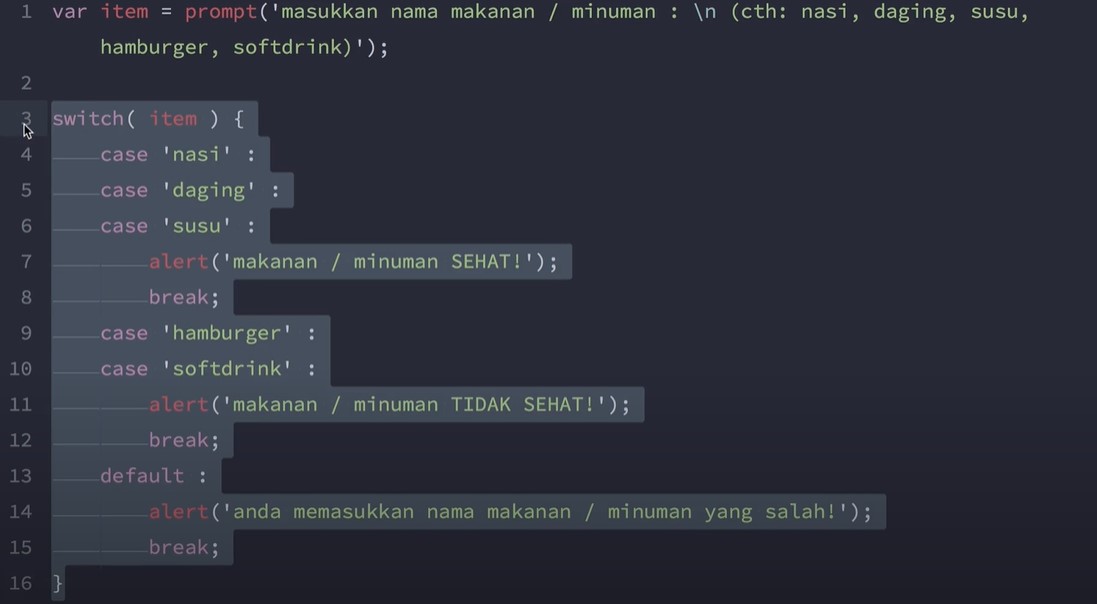 1 var item = prompt('masukkan nama makanan / minuman : \n (cth: nasi, daging, susu,
hamburger, softdrink)');
2
3 switch( item ) {
4 case 'nasi' :
5 case 'daging' :
6 case 'susu' :
7 alert('makanan / minuman SEHAT!');
8 break;
9 case 'hamburger' :
10 case 'softdrink' :
11 alert('makanan / minuman TIDAK SEHAT!');
12 break;
13 default :
14 alert('anda memasukkan nama makanan / minuman yang salah!');
15 break;
16 }